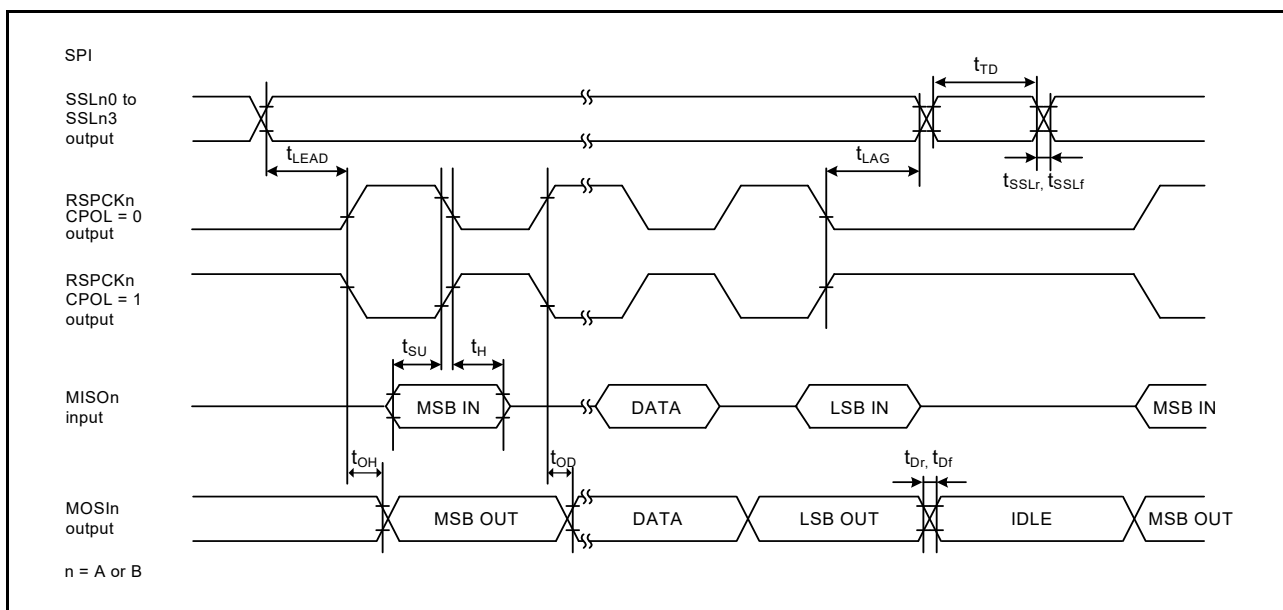 SPI
SSLn0 to
SSLn3
output
tTD
tLEAD
tLAG
tSSLr, tSSLf
RSPCKn
CPOL = 0
output
RSPCKn
CPOL = 1
output
tSU
tH
MISOn
input
MSB IN
DATA
LSB IN
MSB IN
tOH
tOD
tDr, tDf
MOSIn
output
MSB OUT
DATA
LSB OUT
IDLE
MSB OUT
n = A or B